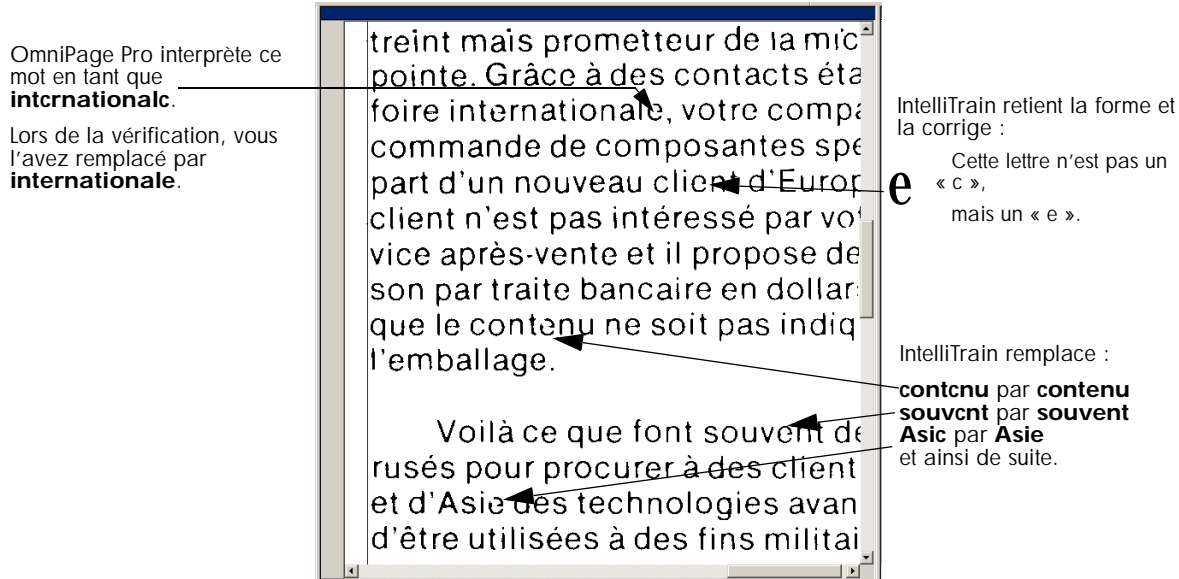 OmniPage Pro interprète ce
mot en tant que
intcrnationalc.
Lors de la vérification, vous
l'avez remplacé par
internationale.
treint mais prometteur de la mic
pointe. Grâce à des contacts éta
foire internationale, votre compa
commande de composantes spé
part d'un nouveau client d'Europ
client n'est pas intéressé par vot
vice après-vente et il propose de
son par traite bancaire en dollars
que le contenu ne soit pas indiq
l'emballage.
Voilà ce que font souvent de
rusés pour procurer à des client
et d'Asie des technologies avan
d'être utilisées à des fins militai
IntelliTrain retient la forme et
la corrige :
e
Cette lettre n'est pas un
« c »,
mais un « e ».
IntelliTrain remplace :
contcnu par contenu
souvcnt par souvent
Asic par Asie
et ainsi de suite.